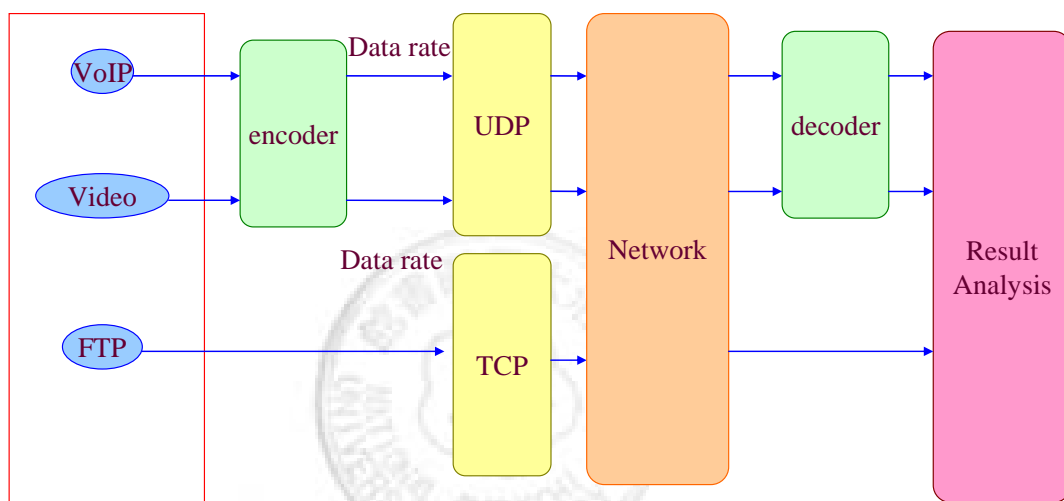 VoIP
Data rate
encoder
UDP
decoder
Video
Data rate
Network
Result
Analysis
FTP
TCP